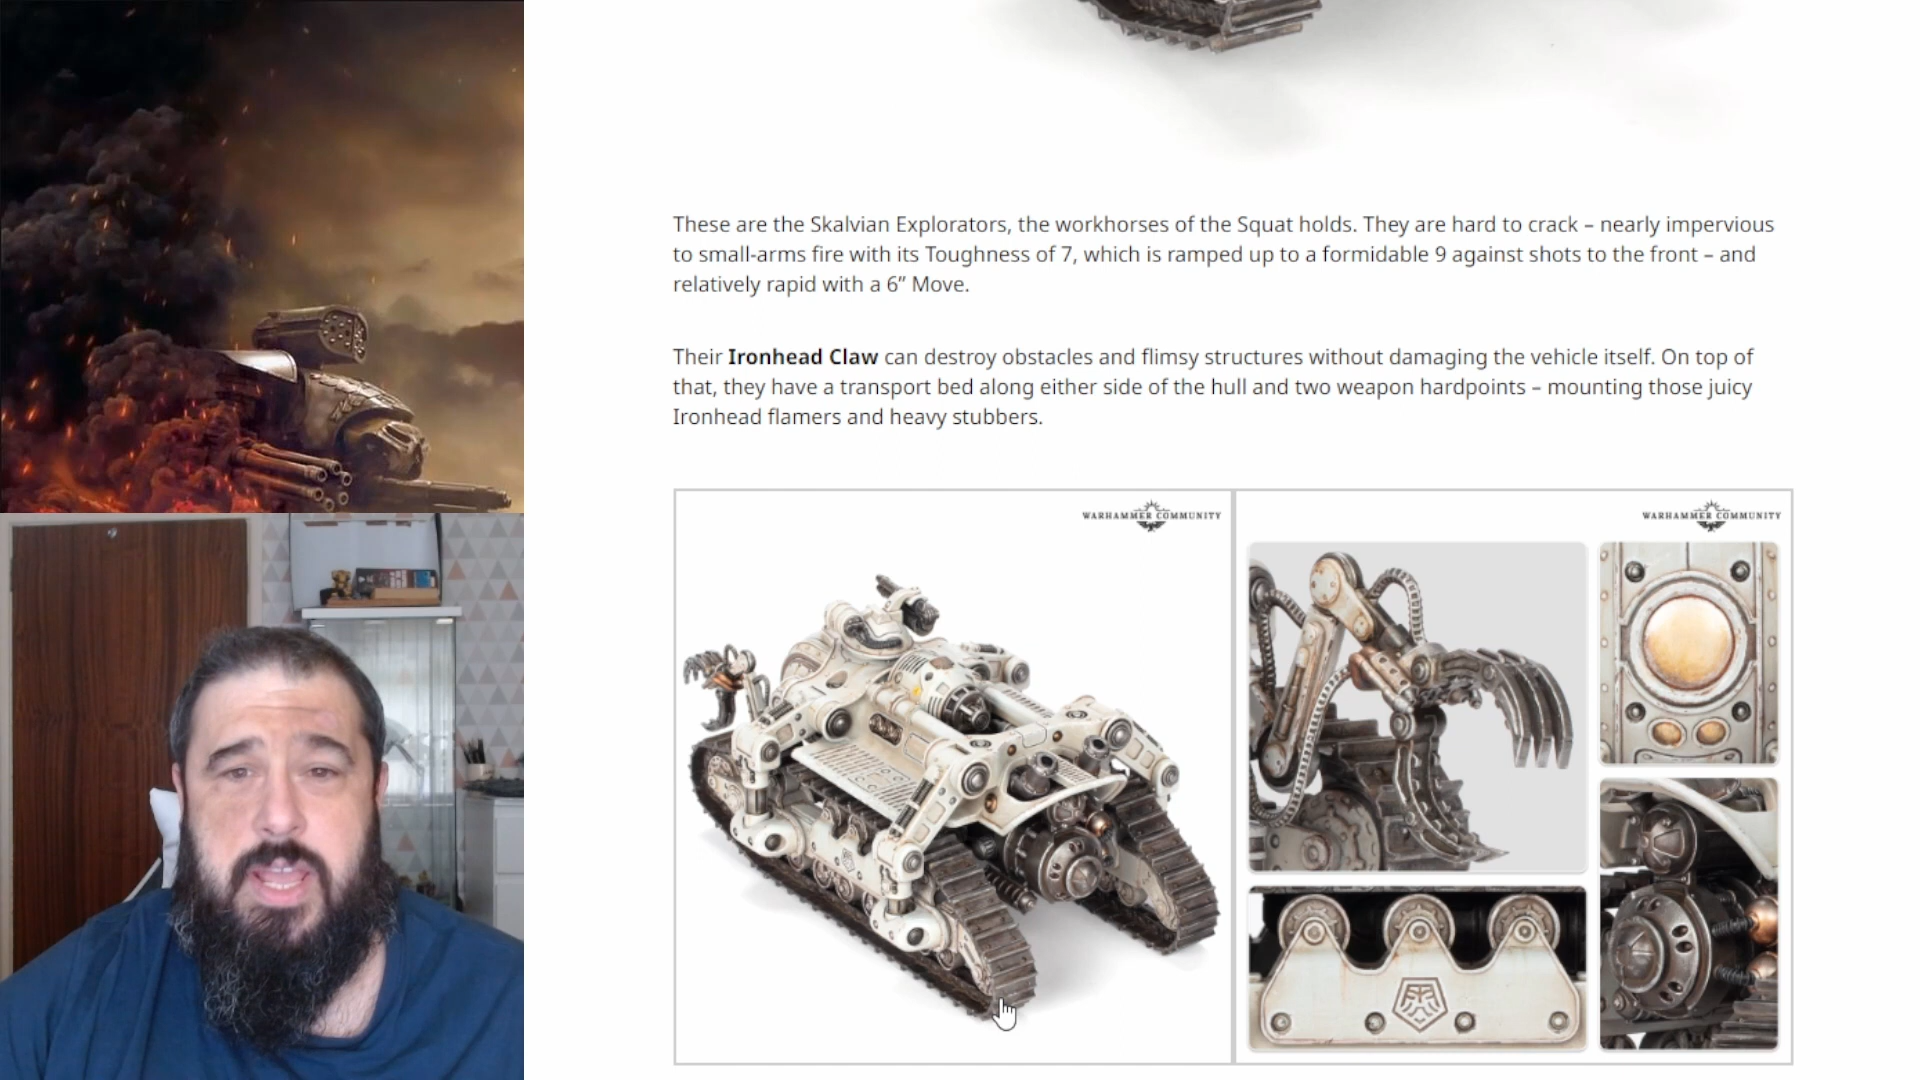 These are the Skalvian Explorators, the workhorses of the Squat holds. They are hard to crack – nearly impervious
to small-arms fire with its Toughness of 7, which is ramped up to a formidable 9 against shots to the front – and
relatively rapid with a 6” Move.
Their Ironhead Claw can destroy obstacles and flimsy structures without damaging the vehicle itself. On top of
that, they have a transport bed along either side of the hull and two weapon hardpoints – mounting those juicy
Ironhead flamers and heavy stubbers.
WARHAMMER COMMUNITY
WARHAMMER COMMUNITY